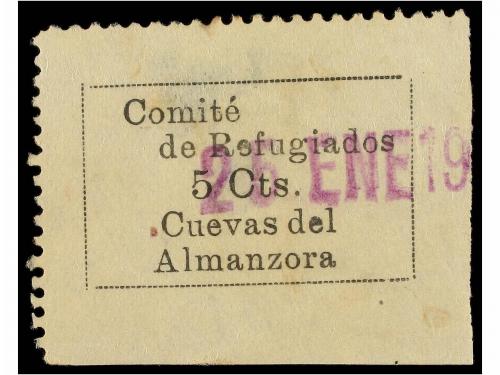 Comité
de Refugiados
5 Cts.
Cuevas del
Almanzora
26 ENE 19